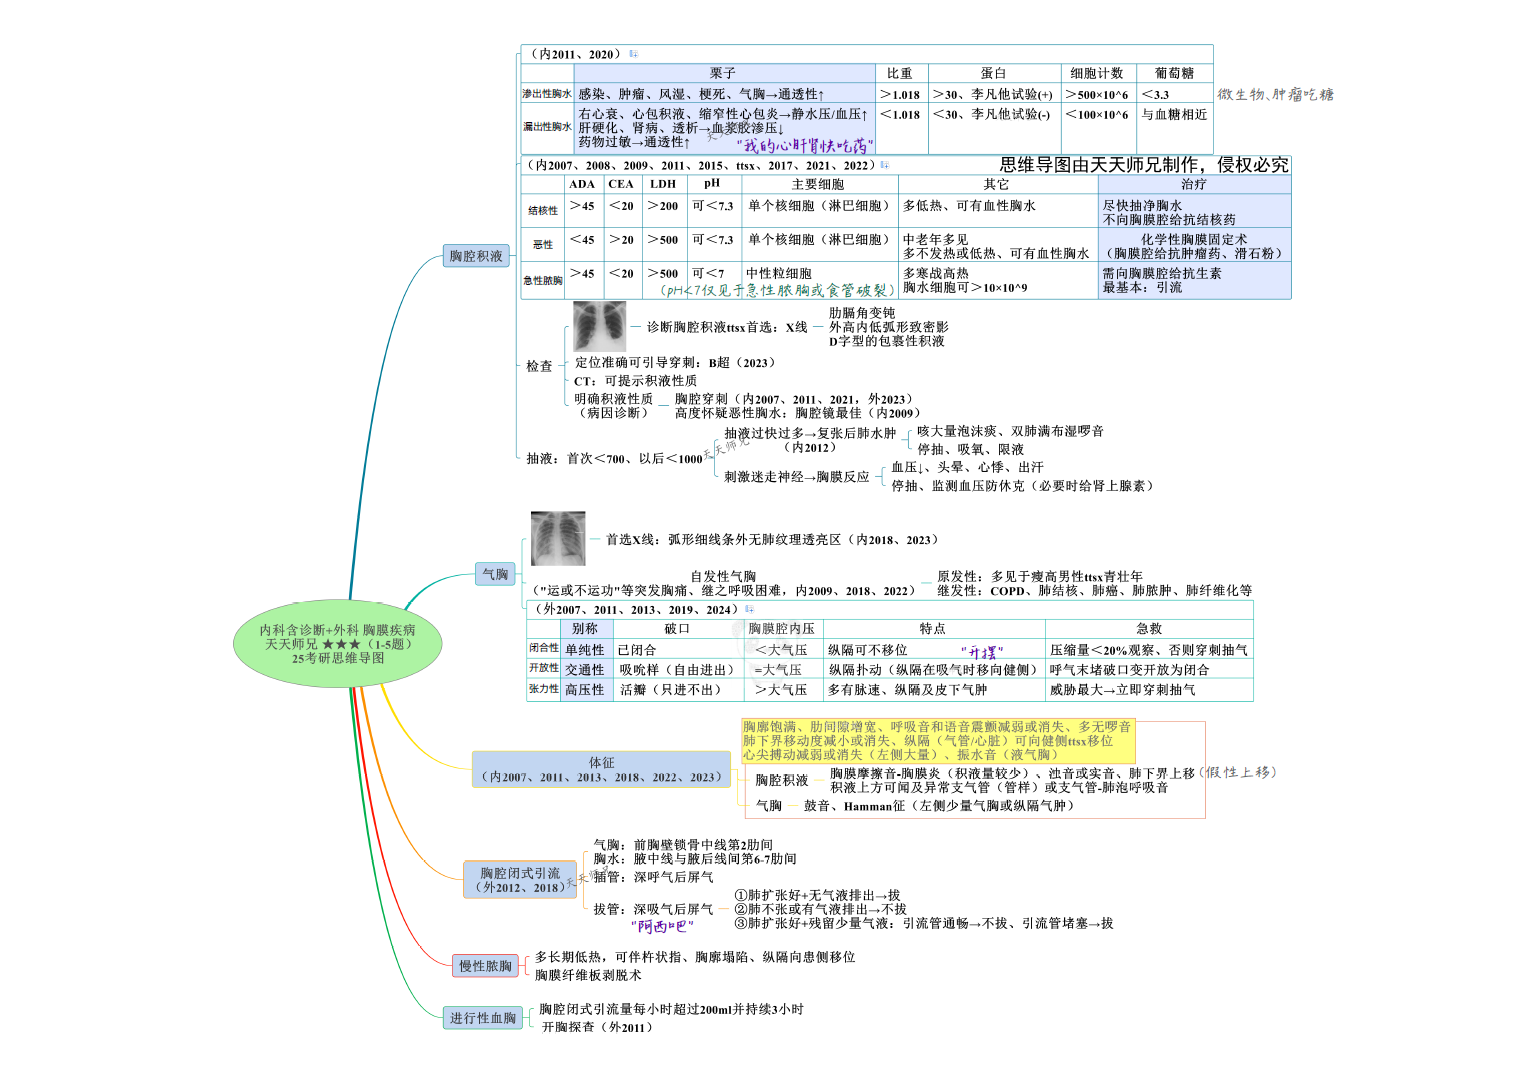 （内2011、2020）
栗子 比重 蛋白 细胞计数 葡萄糖
渗出性胸水 感染、肿瘤、风湿、梗死、气胸→通透性↑ ＞1.018 ＞30、李凡他试验(+) ＞500×10^6 ＜3.3 微生物、肿瘤吃糖
漏出性胸水 右心衰、心包积液、缩窄性心包炎→静水压/血压↑ ＜1.018 ＜30、李凡他试验(-) ＜100×10^6 与血糖相近
肝硬化、肾病、透析→血浆胶渗压↓
药物过敏→通透性↑ "我的心肝肾快吃药"
（内2007、2008、2009、2011、2015、ttsx、2017、2021、2022） 思维导图由天天师兄制作，侵权必究
ADA CEA LDH pH 主要细胞 其它 治疗
结核性 ＞45 ＜20 ＞200 可＜7.3 单个核细胞（淋巴细胞） 多低热、可有血性胸水 尽快抽净胸水
不向胸膜腔给抗结核药
恶性 ＜45 ＞20 ＞500 可＜7.3 单个核细胞（淋巴细胞） 中老年多见 化学性胸膜固定术
多不发热或低热、可有血性胸水 （胸膜腔给抗肿瘤药、滑石粉）
急性脓胸 ＞45 ＜20 ＞500 可＜7 中性粒细胞 多寒战高热 需向胸膜腔给抗生素
（pH<7仅见于急性脓胸或食管破裂） 胸水细胞可＞10×10^9 最基本：引流
胸腔积液
检查
诊断胸腔积液ttsx首选：X线
肋膈角变钝
外高内低弧形致密影
D字型的包裹性积液
定位准确可引导穿刺：B超（2023）
CT：可提示积液性质
明确积液性质
（病因诊断）
胸腔穿刺（内2007、2011、2021，外2023）
高度怀疑恶性胸水：胸腔镜最佳（内2009）
抽液：首次＜700、以后＜1000
天天师兄
抽液过快过多→复张后肺水肿
（内2012）
咳大量泡沫痰、双肺满布湿啰音
停抽、吸氧、限液
刺激迷走神经→胸膜反应
血压↓、头晕、心悸、出汗
停抽、监测血压防休克（必要时给肾上腺素）
气胸
首选X线：弧形细线条外无肺纹理透亮区（内2018、2023）
自发性气胸
（"运或不运功"等突发胸痛、继之呼吸困难，内2009、2018、2022）
原发性：多见于瘦高男性ttsx青壮年
继发性：COPD、肺结核、肺癌、肺脓肿、肺纤维化等
（外2007、2011、2013、2019、2024）
别称 破口 胸膜腔内压 特点 急救
闭合性 单纯性 已闭合 ＜大气压 纵隔可不移位 "开摆" 压缩量＜20%观察、否则穿刺抽气
开放性 交通性 吸吮样（自由进出） =大气压 纵隔扑动（纵隔在吸气时移向健侧） 呼气末堵破口变开放为闭合
张力性 高压性 活瓣（只进不出） ＞大气压 多有脉速、纵隔及皮下气肿 威胁最大→立即穿刺抽气
内科含诊断+外科 胸膜疾病
天天师兄 ★★★（1-5题）
25考研思维导图
体征
（内2007、2011、2013、2018、2022、2023）
胸廓饱满、肋间隙增宽、呼吸音和语音震颤减弱或消失、多无啰音
肺下界移动度减小或消失、纵隔（气管/心脏）可向健侧ttsx移位
心尖搏动减弱或消失（左侧大量）、振水音（液气胸）
胸腔积液
胸膜摩擦音-胸膜炎（积液量较少）、浊音或实音、肺下界上移（假性上移）
积液上方可闻及异常支气管（管样）或支气管-肺泡呼吸音
气胸
鼓音、Hamman征（左侧少量气胸或纵隔气肿）
胸腔闭式引流
（外2012、2018）
天天师兄
气胸：前胸壁锁骨中线第2肋间
胸水：腋中线与腋后线间第6-7肋间
插管：深呼气后屏气
拔管：深吸气后屏气
"阿西吧"
①肺扩张好+无气液排出→拔
②肺不张或有气液排出→不拔
③肺扩张好+残留少量气液：引流管通畅→不拔、引流管堵塞→拔
慢性脓胸
多长期低热，可伴杵状指、胸廓塌陷、纵隔向患侧移位
胸膜纤维板剥脱术
进行性血胸
胸腔闭式引流量每小时超过200ml并持续3小时
开胸探查（外2011）